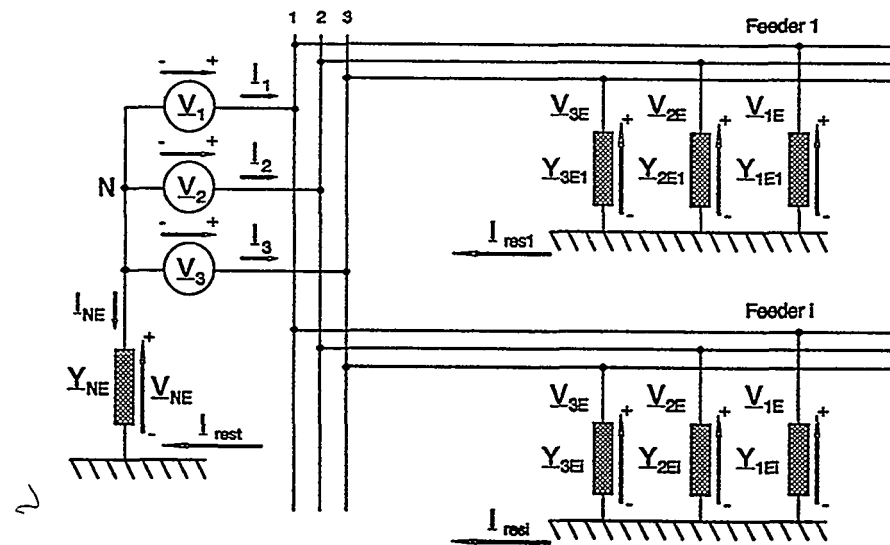 1 2 3
Feeder 1
- + I1
V1
- + I2
N V2
- + I3
V3
V3E + V2E + V1E +
Y3E1 Y2E1 Y1E1
- - -
I res1
INE
+
YNE VNE
-
I rest
Feeder i
V3E + V2E + V1E +
Y3Ei Y2Ei Y1Ei
- - -
I resi